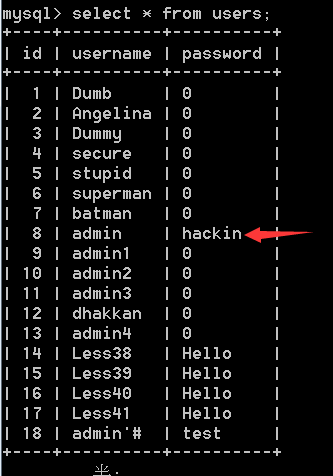 mysql> select * from users;
+----+----------+----------+
| id | username | password |
+----+----------+----------+
| 1 | Dumb | 0 |
| 2 | Angelina | 0 |
| 3 | Dummy | 0 |
| 4 | secure | 0 |
| 5 | stupid | 0 |
| 6 | superman | 0 |
| 7 | batman | 0 |
| 8 | admin | hackin |
| 9 | admin1 | 0 |
| 10 | admin2 | 0 |
| 11 | admin3 | 0 |
| 12 | dhakkan | 0 |
| 13 | admin4 | 0 |
| 14 | Less38 | Hello |
| 15 | Less39 | Hello |
| 16 | Less40 | Hello |
| 17 | Less41 | Hello |
| 18 | admin'# | test |
+----+----------+----------+
半: